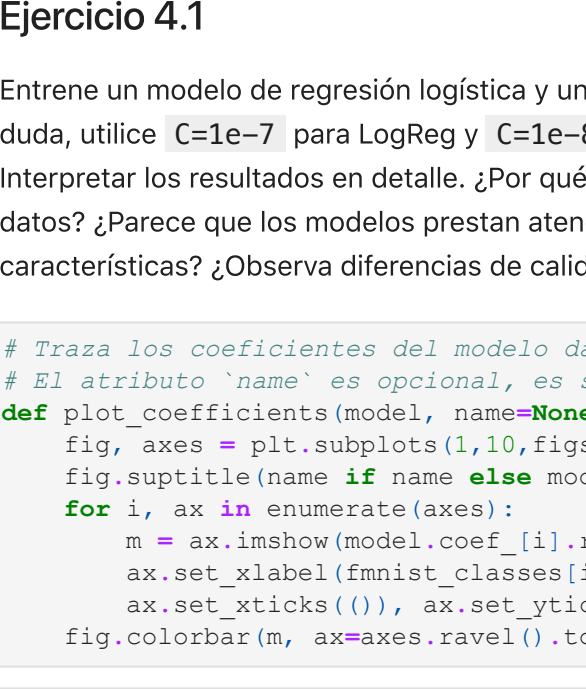 Ejercicio 4.1
Entrene un modelo de regresión logística y un
duda, utilice C=1e-7 para LogReg y C=1e-8
Interpretar los resultados en detalle. ¿Por qué
datos? ¿Parece que los modelos prestan aten
características? ¿Observa diferencias de calid
# Traza los coeficientes del modelo da
# El atributo `name` es opcional, es s
def plot_coefficients(model, name=None
    fig, axes = plt.subplots(1,10,figs
    fig.suptitle(name if name else mod
    for i, ax in enumerate(axes):
        m = ax.imshow(model.coef_[i].r
        ax.set_xlabel(fmnist_classes[i
        ax.set_xticks(()), ax.set_ytic
    fig.colorbar(m, ax=axes.ravel().to